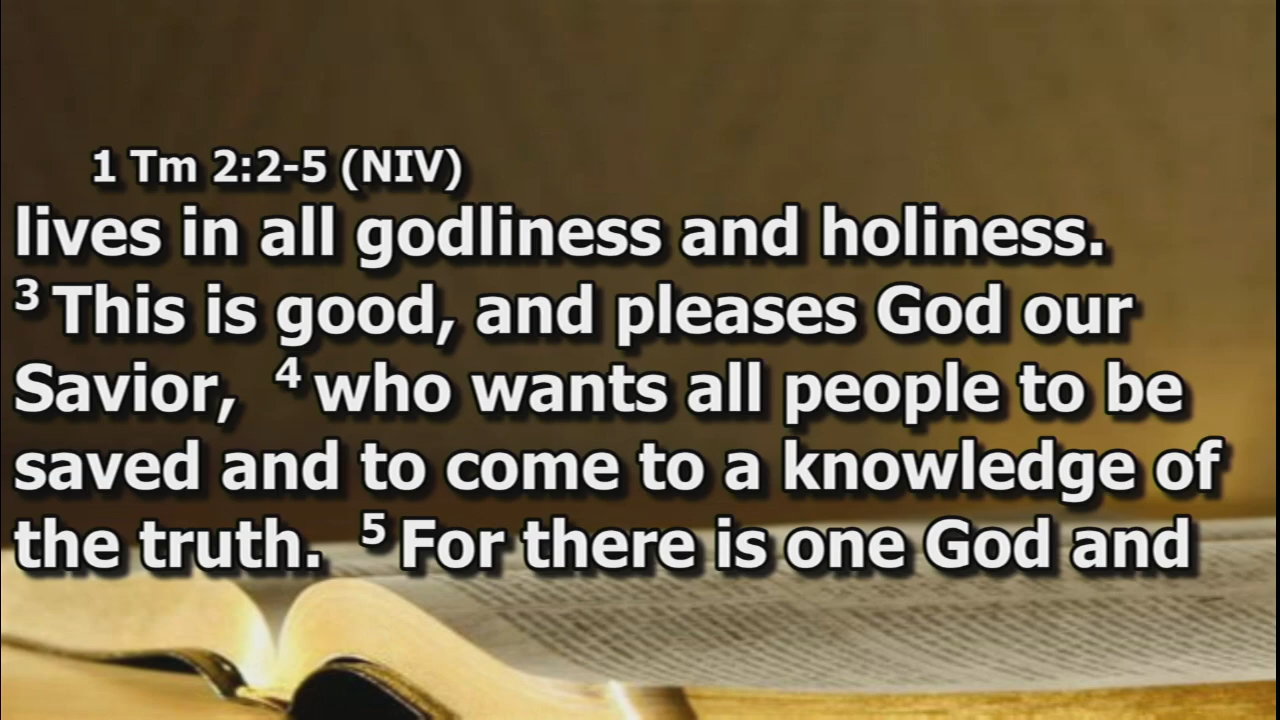 1 Tm 2:2-5 (NIV)
lives in all godliness and holiness.
3 This is good, and pleases God our
Savior, 4 who wants all people to be
saved and to come to a knowledge of
the truth. 5 For there is one God and